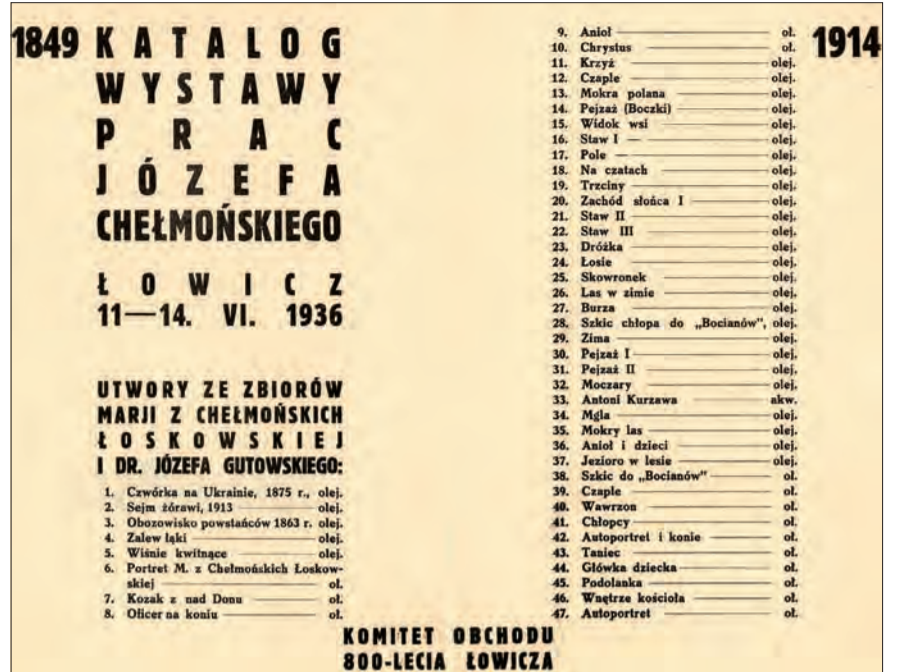 1849 KATALOG
WYSTAWY
PRAC
JÓZEFA
CHEŁMOŃSKIEGO
ŁOWICZ
11—14. VI. 1936
UTWORY ZE ZBIORÓW
MARJI Z CHEŁMOŃSKICH
ŁOSKOWSKIEJ
I DR. JÓZEFA GUTOWSKIEGO:
1. Czwórka na Ukrainie, 1875 r., olej.
2. Sejm żórawi, 1913 olej.
3. Obozowisko powstańców 1863 r. olej.
4. Zalew łąki olej.
5. Wiśnie kwitnące olej.
6. Portret M. z Chełmońskich Łoskow-
skiej ol.
7. Kozak z nad Donu ol.
8. Oficer na koniu ol.
1914
9. Anioł ol.
10. Chrystus ol.
11. Krzyż olej.
12. Czaple olej.
13. Mokra polana olej.
14. Pejzaż (Boczki) olej.
15. Widok wsi olej.
16. Staw I olej.
17. Pole olej.
18. Na czatach olej.
19. Trzciny olej.
20. Zachód słońca I olej.
21. Staw II olej.
22. Staw III olej.
23. Dróżka olej.
24. Łosie olej.
25. Skowronek olej.
26. Las w zimie olej.
27. Burza olej.
28. Szkic chłopa do „Bocianów", olej.
29. Zima olej.
30. Pejzaż I olej.
31. Pejzaż II olej.
32. Moczary olej.
33. Antoni Kurzawa akw.
34. Mgła olej.
35. Mokry las olej.
36. Anioł i dzieci olej.
37. Jezioro w lesie olej.
38. Szkic do „Bocianów" ol.
39. Czaple ol.
40. Wawrzon ol.
41. Chłopcy ol.
42. Autoportret i konie ol.
43. Taniec ol.
44. Główka dziecka ol.
45. Podolanka ol.
46. Wnętrze kościoła ol.
47. Autoportret ol.
KOMITET OBCHODU
800-LECIA ŁOWICZA